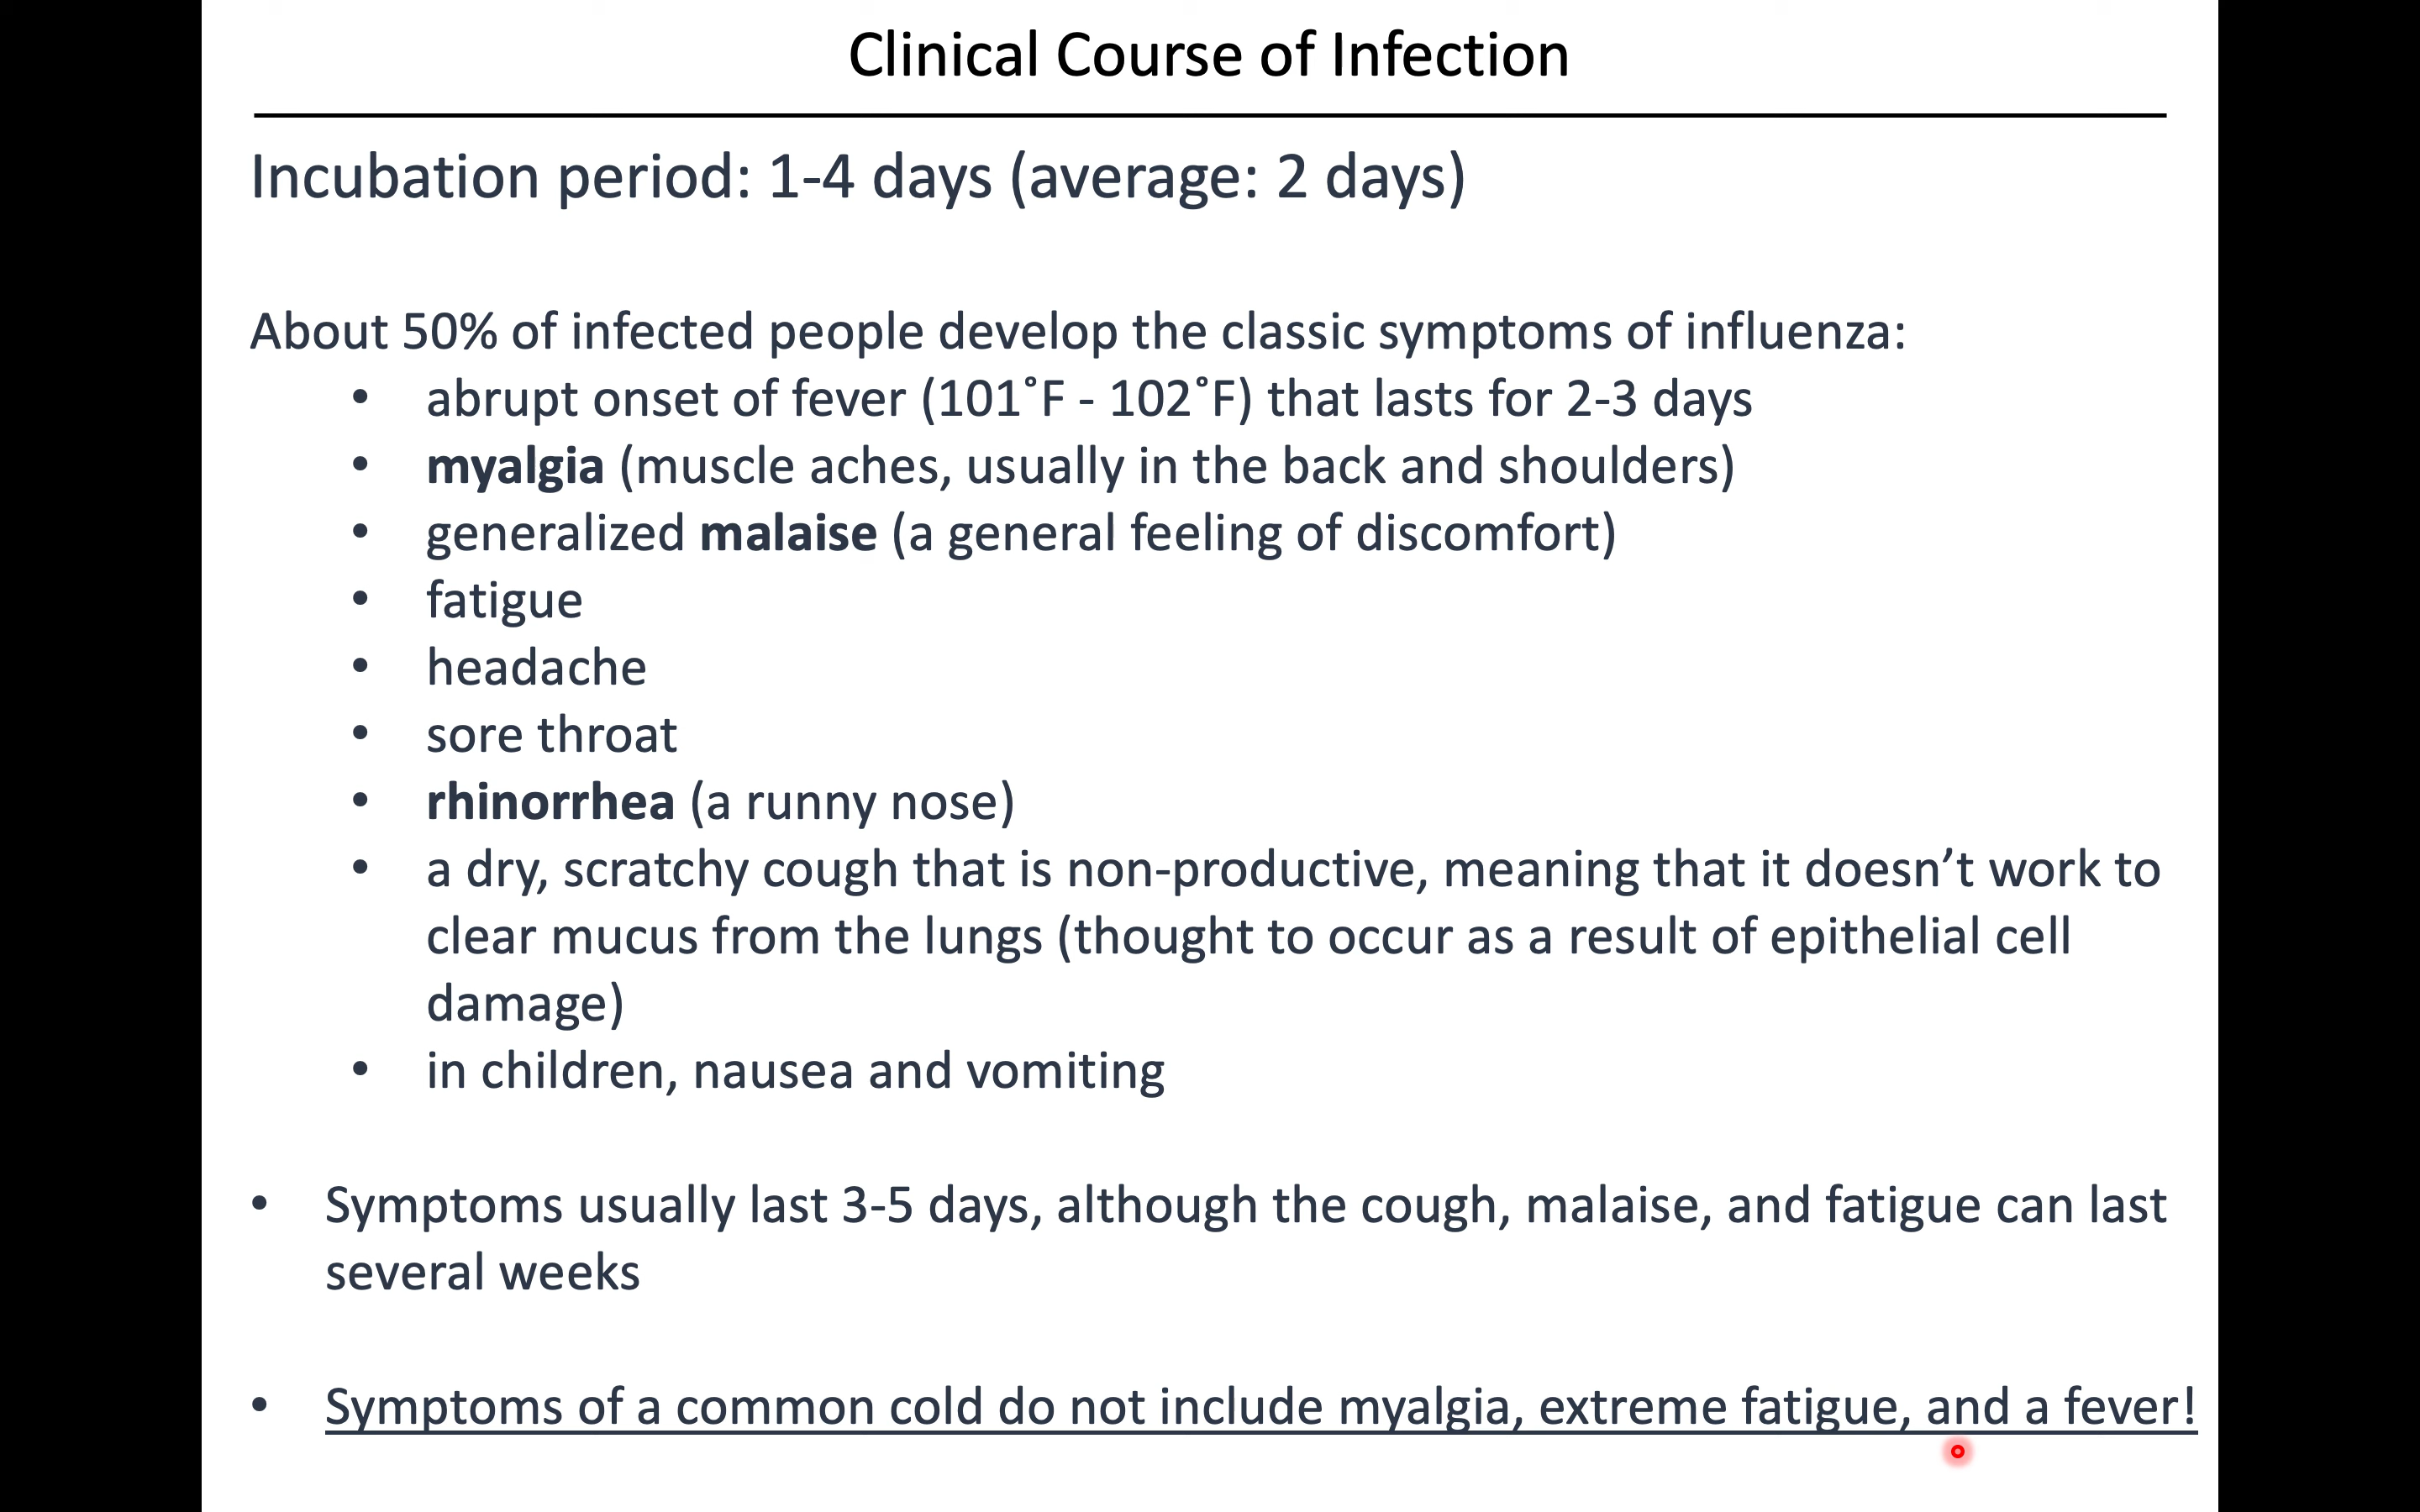 Clinical Course of Infection
Incubation period: 1-4 days (average: 2 days)
About 50% of infected people develop the classic symptoms of influenza:
• abrupt onset of fever (101˚F - 102˚F) that lasts for 2-3 days
• myalgia (muscle aches, usually in the back and shoulders)
• generalized malaise (a general feeling of discomfort)
• fatigue
• headache
• sore throat
• rhinorrhea (a runny nose)
• a dry, scratchy cough that is non-productive, meaning that it doesn’t work to
clear mucus from the lungs (thought to occur as a result of epithelial cell
damage)
• in children, nausea and vomiting
• Symptoms usually last 3-5 days, although the cough, malaise, and fatigue can last
several weeks
• Symptoms of a common cold do not include myalgia, extreme fatigue, and a fever!